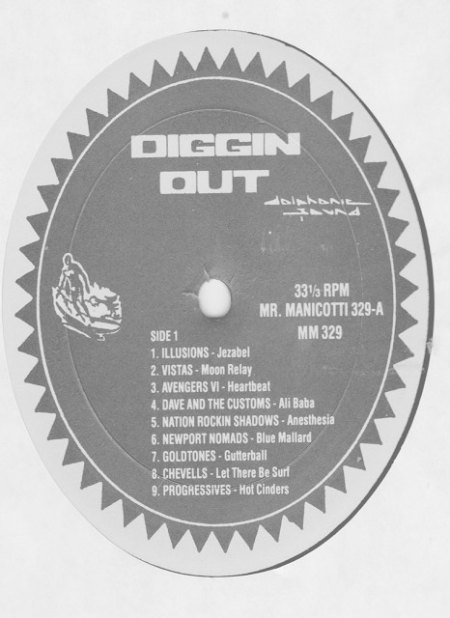 DIGGIN
OUT
dolphonic
sound
33⅓ RPM
MR. MANICOTTI 329-A
MM 329
SIDE 1
1. ILLUSIONS - Jezabel
2. VISTAS - Moon Relay
3. AVENGERS VI - Heartbeat
4. DAVE AND THE CUSTOMS - Ali Baba
5. NATION ROCKIN SHADOWS - Anesthesia
6. NEWPORT NOMADS - Blue Mallard
7. GOLDTONES - Gutterball
8. CHEVELLS - Let There Be Surf
9. PROGRESSIVES - Hot Cinders